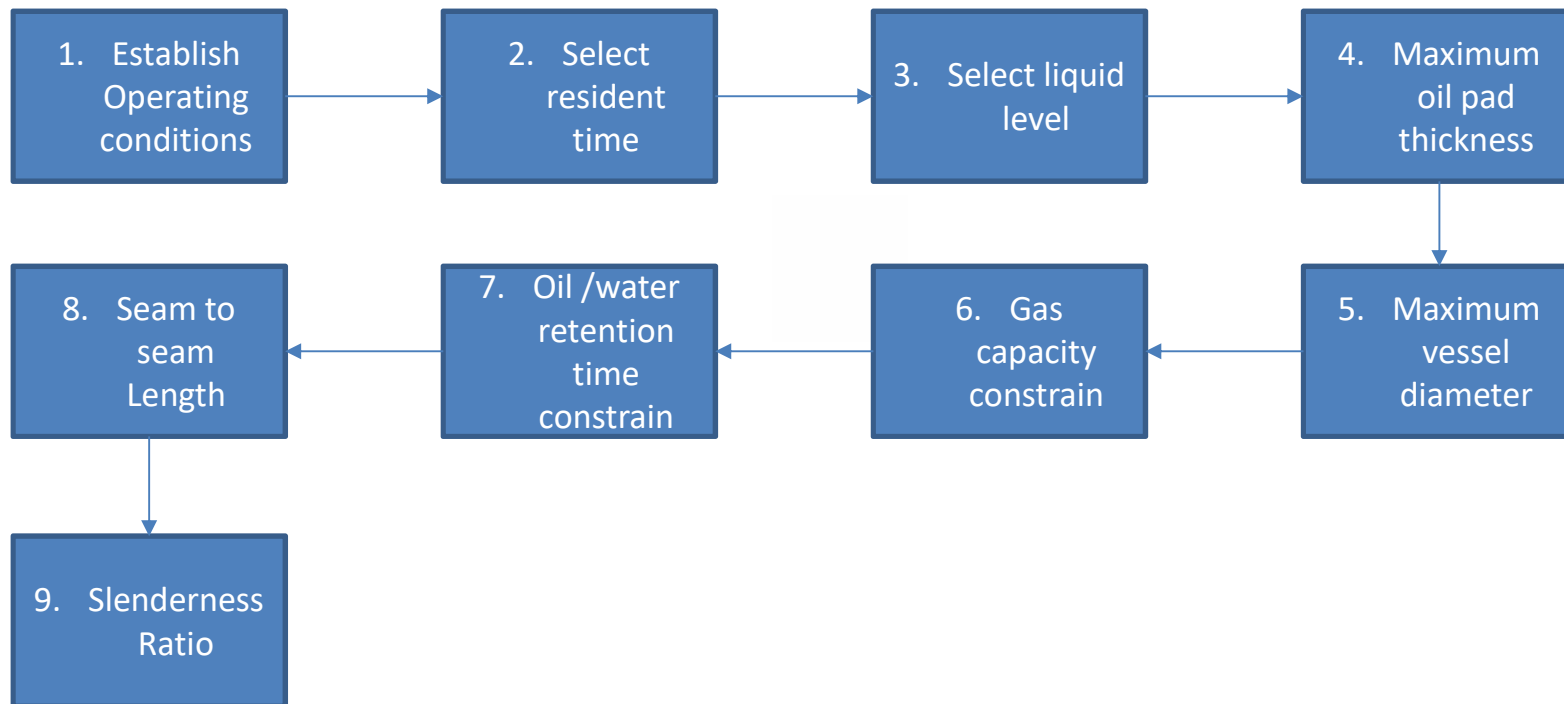 1. Establish
Operating
conditions
2. Select
resident
time
3. Select liquid
level
4. Maximum
oil pad
thickness
5. Maximum
vessel
diameter
6. Gas
capacity
constrain
7. Oil /water
retention
time
constrain
8. Seam to
seam
Length
9. Slenderness
Ratio